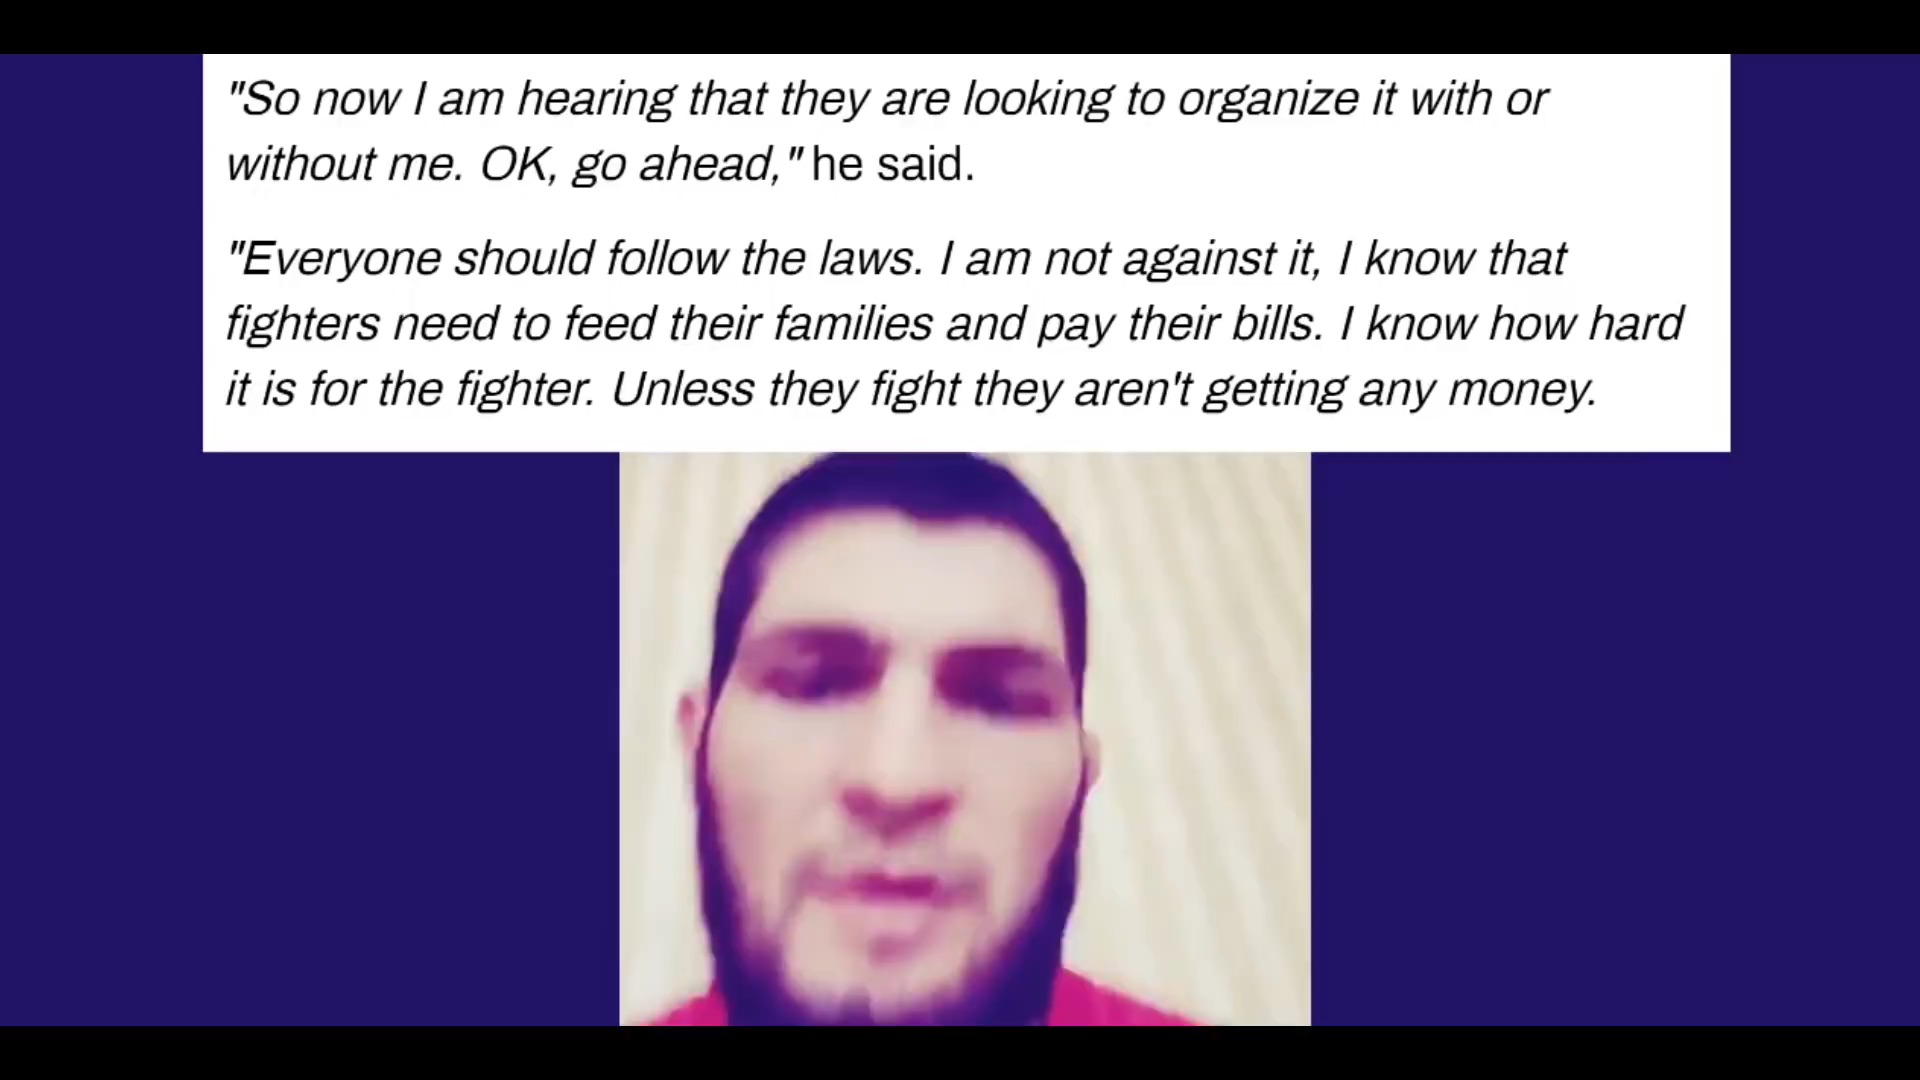 "So now I am hearing that they are looking to organize it with or
without me. OK, go ahead," he said.
"Everyone should follow the laws. I am not against it, I know that
fighters need to feed their families and pay their bills. I know how hard
it is for the fighter. Unless they fight they aren't getting any money.